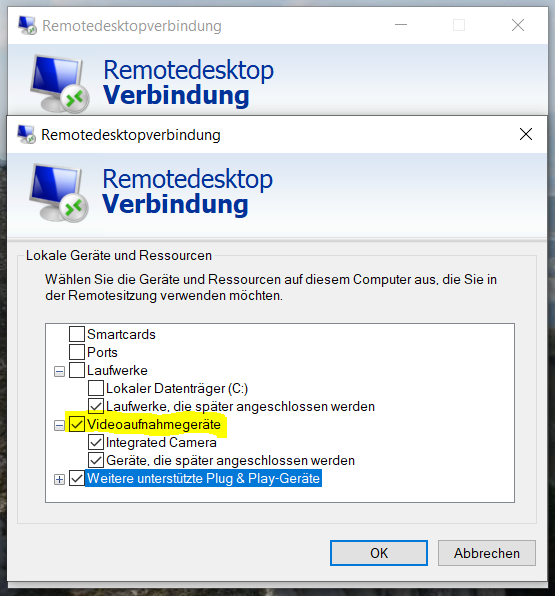 Remotedesktopverbindung
Remotedesktop
Verbindung
Remotedesktopverbindung
Remotedesktop
Verbindung
Lokale Geräte und Ressourcen
Wählen Sie die Geräte und Ressourcen auf diesem Computer aus, die Sie in
der Remotesitzung verwenden möchten.
Smartcards
Ports
Laufwerke
Lokaler Datenträger (C:)
Laufwerke, die später angeschlossen werden
Videoaufnahmegeräte
Integrated Camera
Geräte, die später angeschlossen werden
Weitere unterstützte Plug & Play-Geräte
OK
Abbrechen